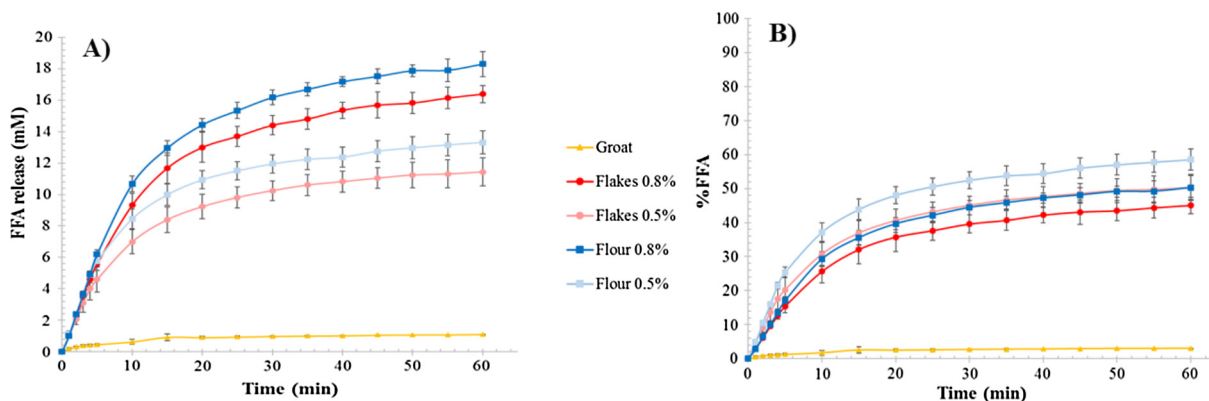 A)
FFA release (mM)
20
18
16
14
12
10
8
6
4
2
0
0 10 20 30 40 50 60
Time (min)
Groat
Flakes 0.8%
Flakes 0.5%
Flour 0.8%
Flour 0.5%
B)
%FFA
100
90
80
70
60
50
40
30
20
10
0
0 10 20 30 40 50 60
Time (min)